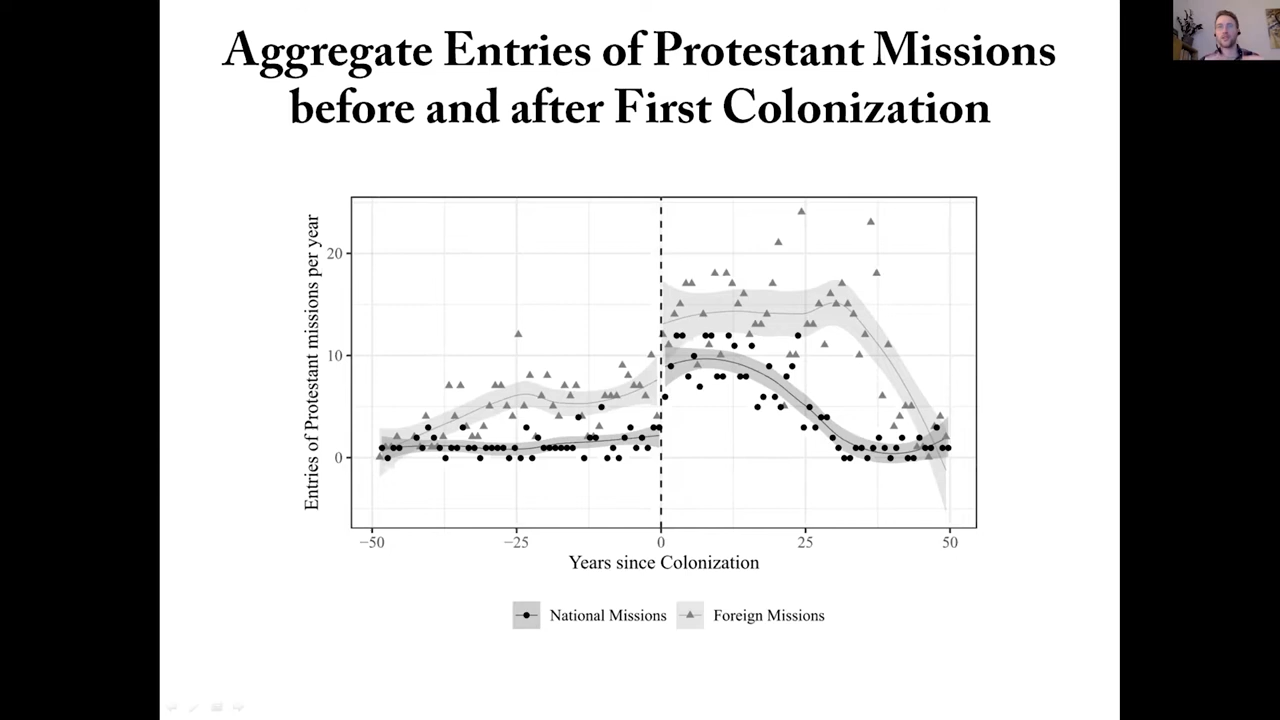 Aggregate Entries of Protestant Missions
before and after First Colonization
Entries of Protestant missions per year
20
10
0
−50
−25
0
25
50
Years since Colonization
National Missions
Foreign Missions